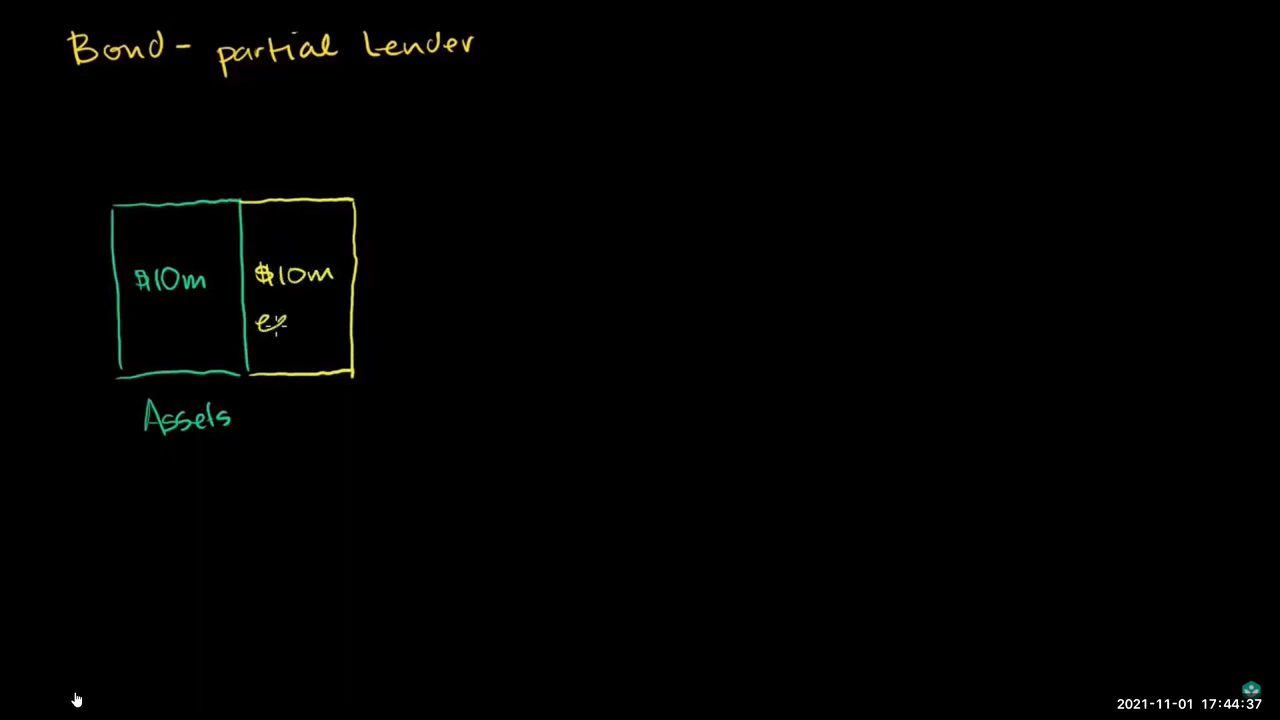 Bond - partial Lender
$10m $10m
Assets
2021-11-01 17:44:37